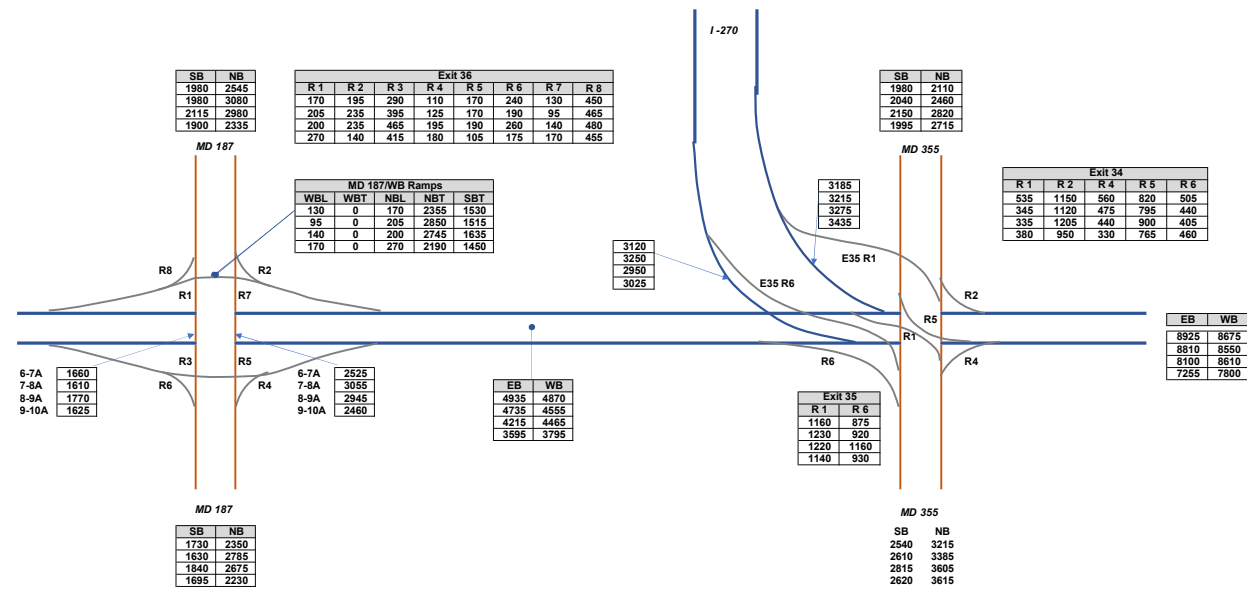 I -270
SB NB
1980 2545
1980 3080
2115 2980
1900 2335
MD 187
Exit 36
R 1 R 2 R 3 R 4 R 5 R 6 R 7 R 8
170 195 290 110 170 240 130 450
205 235 395 125 170 190 95 465
200 235 465 195 190 260 140 480
270 140 415 180 105 175 170 455
SB NB
1980 2110
2040 2460
2150 2820
1995 2715
MD 355
MD 187/WB Ramps
WBL WBT NBL NBT SBT
130 0 170 2355 1530
95 0 205 2850 1515
140 0 200 2745 1635
170 0 270 2190 1450
3185
3215
3275
3435
Exit 34
R 1 R 2 R 4 R 5 R 6
535 1150 560 820 505
345 1120 475 795 440
335 1205 440 900 405
380 950 330 765 460
3120
3250
2950
3025
R8
R2
R1
R7
E35 R1
E35 R6
R2
R5
R1
R3
R5
R6
R4
R6
R4
EB WB
8925 8675
8810 8550
8100 8610
7255 7800
6-7A 1660
7-8A 1610
8-9A 1770
9-10A 1625
6-7A 2525
7-8A 3055
8-9A 2945
9-10A 2460
EB WB
4935 4870
4735 4555
4215 4465
3595 3795
Exit 35
R 1 R 6
1160 875
1230 920
1220 1160
1140 930
MD 187
SB NB
1730 2350
1630 2785
1840 2675
1695 2230
MD 355
SB NB
2540 3215
2610 3385
2815 3605
2620 3615